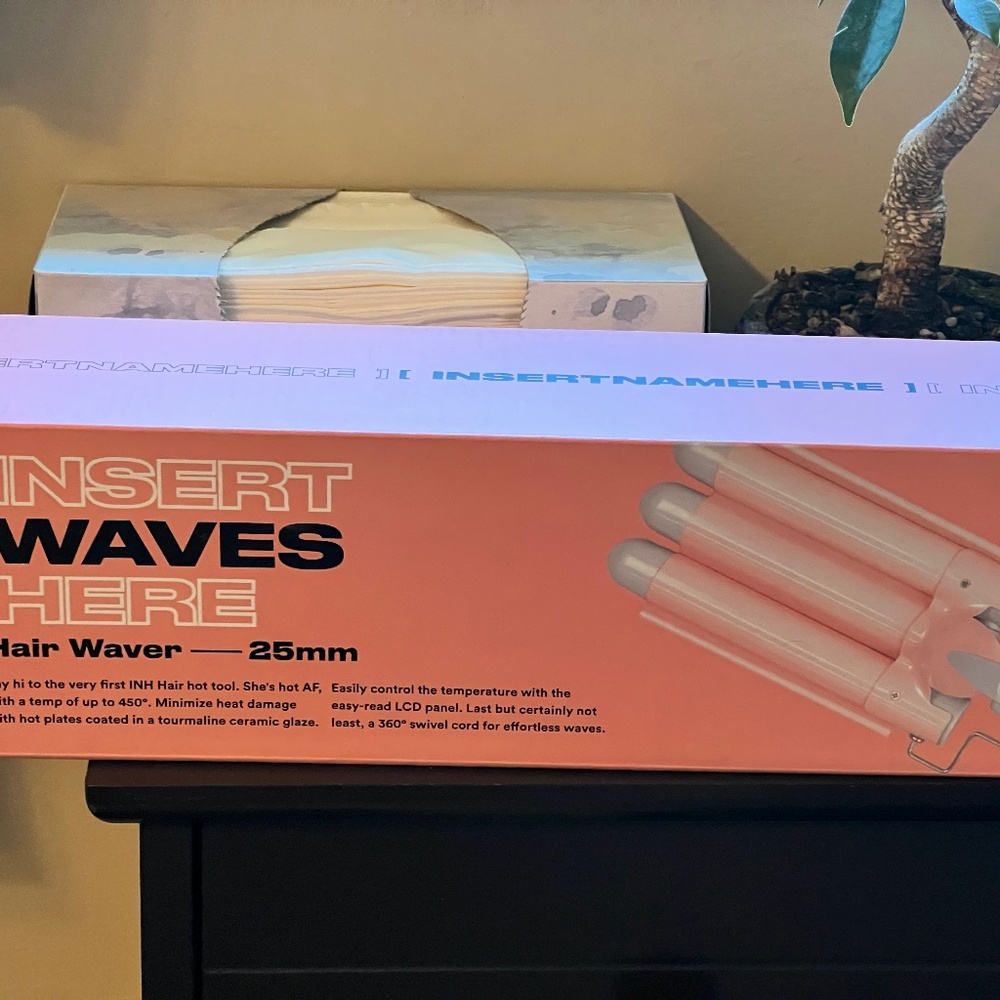 ERTNAMEHERE ] [ INSERTNAMEHERE ] [ IN
INSERT
WAVES
HERE
Hair Waver — 25mm
y hi to the very first INH Hair hot tool. She's hot AF,
ith a temp of up to 450°. Minimize heat damage
ith hot plates coated in a tourmaline ceramic glaze.
Easily control the temperature with the
easy-read LCD panel. Last but certainly not
least, a 360° swivel cord for effortless waves.